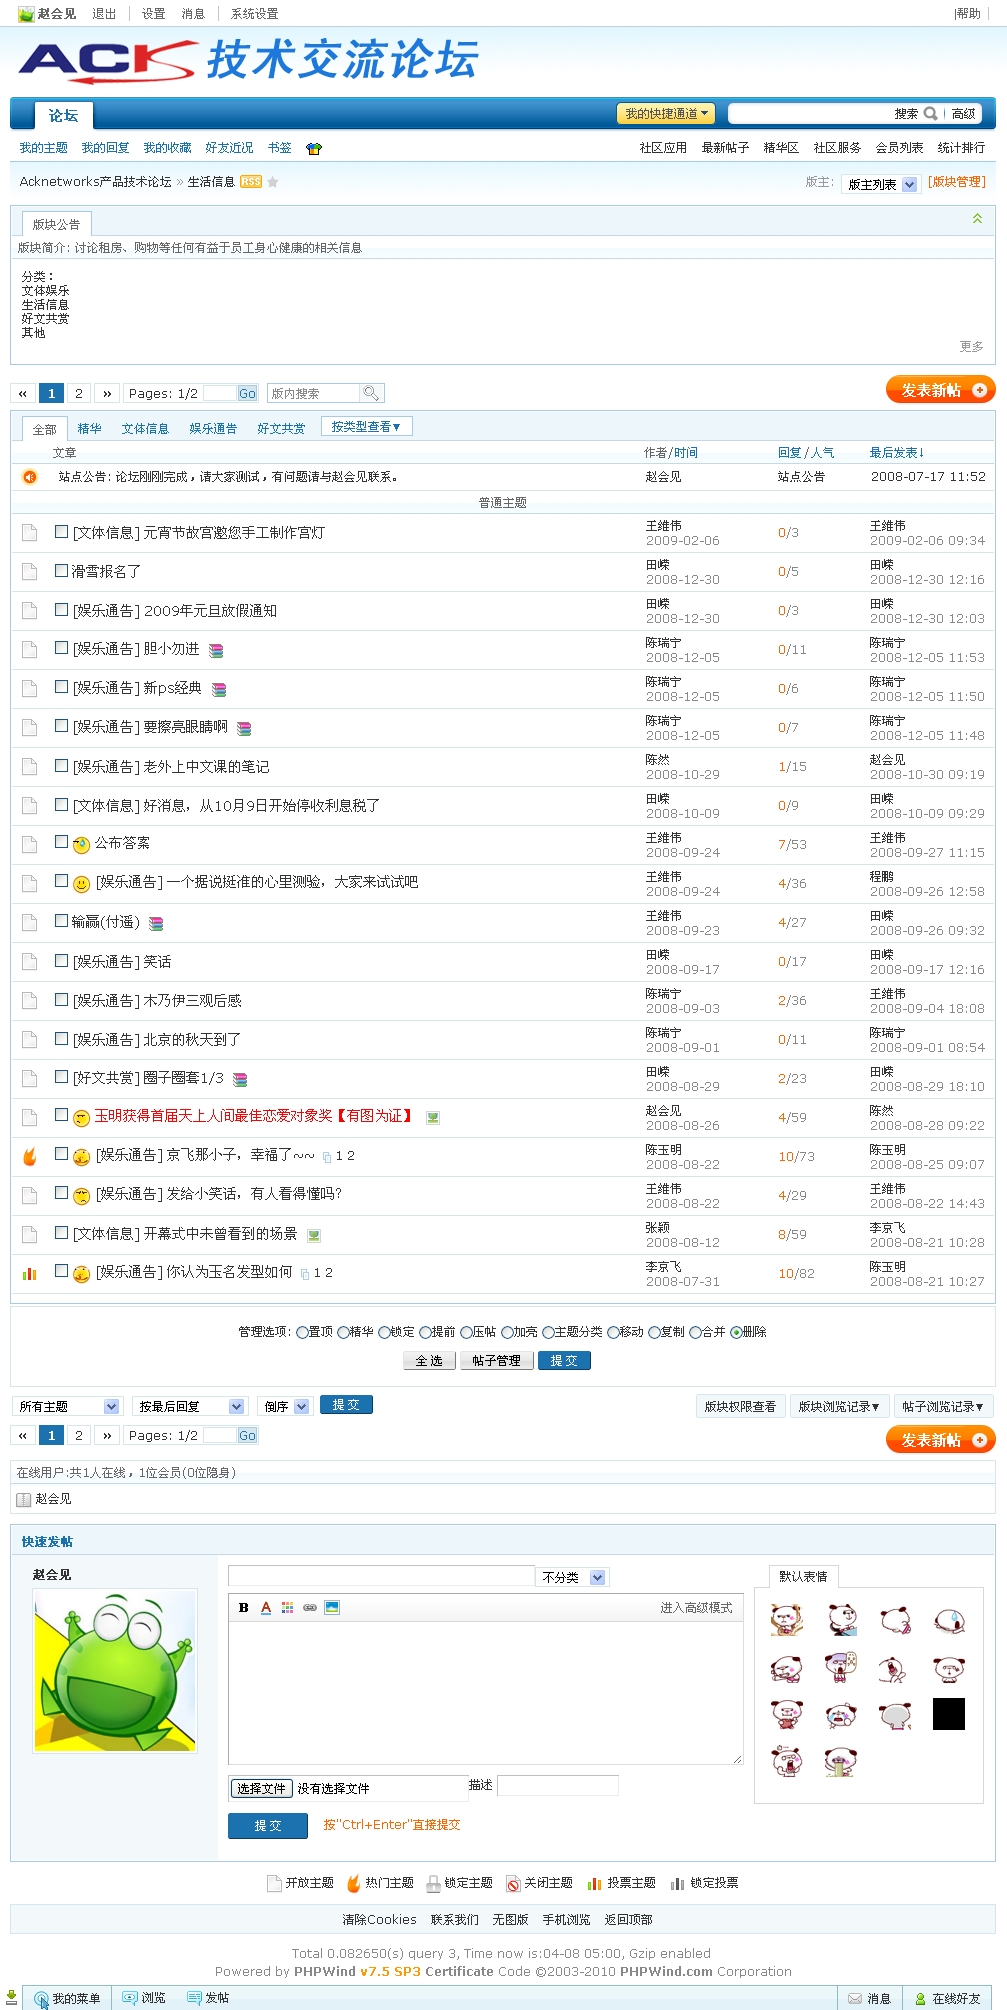 赵会见 退出 设置 消息 系统设置 |帮助
ACK 技术交流论坛
论坛 我的快捷通道 搜索 高级
我的主题 我的回复 我的收藏 好友近况 书签 社区应用 最新帖子 精华区 社区服务 会员列表 统计排行
Acknetworks产品技术论坛 » 生活信息 RSS 版主: 版主列表 [版块管理]
版块公告
版块简介: 讨论租房、购物等任何有益于员工身心健康的相关信息
分类：
文体娱乐
生活信息
好文共赏
其他
更多
« 1 2 » Pages: 1/2 Go 版内搜索 发表新帖
全部 精华 文体信息 娱乐通告 好文共赏 按类型查看▼
文章 作者/时间 回复/人气 最后发表↓
站点公告: 论坛刚刚完成，请大家测试，有问题请与赵会见联系。 赵会见 站点公告 2008-07-17 11:52
普通主题
[文体信息] 元宵节故宫邀您手工制作宫灯 王维伟 0/3 王维伟
2009-02-06 2009-02-06 09:34
滑雪报名了 田嵘 0/5 田嵘
2008-12-30 2008-12-30 12:16
[娱乐通告] 2009年元旦放假通知 田嵘 0/3 田嵘
2008-12-30 2008-12-30 12:03
[娱乐通告] 胆小勿进 陈瑞宁 0/11 陈瑞宁
2008-12-05 2008-12-05 11:53
[娱乐通告] 新ps经典 陈瑞宁 0/6 陈瑞宁
2008-12-05 2008-12-05 11:50
[娱乐通告] 要擦亮眼睛啊 陈瑞宁 0/7 陈瑞宁
2008-12-05 2008-12-05 11:48
[娱乐通告] 老外上中文课的笔记 陈然 1/15 赵会见
2008-10-29 2008-10-30 09:19
[文体信息] 好消息，从10月9日开始停收利息税了 田嵘 0/9 田嵘
2008-10-09 2008-10-09 09:29
公布答案 王维伟 7/53 王维伟
2008-09-24 2008-09-27 11:15
[娱乐通告] 一个据说挺准的心里测验，大家来试试吧 王维伟 4/36 程鹏
2008-09-24 2008-09-26 12:58
输赢(付遥) 王维伟 4/27 田嵘
2008-09-23 2008-09-26 09:32
[娱乐通告] 笑话 田嵘 0/17 田嵘
2008-09-17 2008-09-17 12:16
[娱乐通告] 木乃伊三观后感 陈瑞宁 2/36 王维伟
2008-09-03 2008-09-04 18:08
[娱乐通告] 北京的秋天到了 陈瑞宁 0/11 陈瑞宁
2008-09-01 2008-09-01 08:54
[好文共赏] 圈子圈套1/3 田嵘 2/23 田嵘
2008-08-29 2008-08-29 18:10
玉明获得首届天上人间最佳恋爱对象奖【有图为证】 赵会见 4/59 陈然
2008-08-26 2008-08-28 09:22
[娱乐通告] 京飞那小子，幸福了~~ 1 2 陈玉明 10/73 陈玉明
2008-08-22 2008-08-25 09:07
[娱乐通告] 发给小笑话，有人看得懂吗？ 王维伟 4/29 王维伟
2008-08-22 2008-08-22 14:43
[文体信息] 开幕式中未曾看到的场景 张颖 8/59 李京飞
2008-08-12 2008-08-21 10:28
[娱乐通告] 你认为玉名发型如何 1 2 李京飞 10/82 陈玉明
2008-07-31 2008-08-21 10:27
管理选项: 置顶 精华 锁定 提前 压帖 加亮 主题分类 移动 复制 合并 删除
全 选 帖子管理 提 交
所有主题 按最后回复 倒序 提 交 版块权限查看 版块浏览记录▼ 帖子浏览记录▼
« 1 2 » Pages: 1/2 Go 发表新帖
在线用户:共1人在线，1位会员(0位隐身)
赵会见
快速发帖
赵会见 不分类 默认表情
B A 进入高级模式
选择文件 没有选择文件 描述
提 交 按"Ctrl+Enter"直接提交
开放主题 热门主题 锁定主题 关闭主题 投票主题 锁定投票
清除Cookies 联系我们 无图版 手机浏览 返回顶部
Total 0.082650(s) query 3, Time now is:04-08 05:00, Gzip enabled
Powered by PHPWind v7.5 SP3 Certificate Code ©2003-2010 PHPWind.com Corporation
我的菜单 浏览 发帖 消息 在线好友